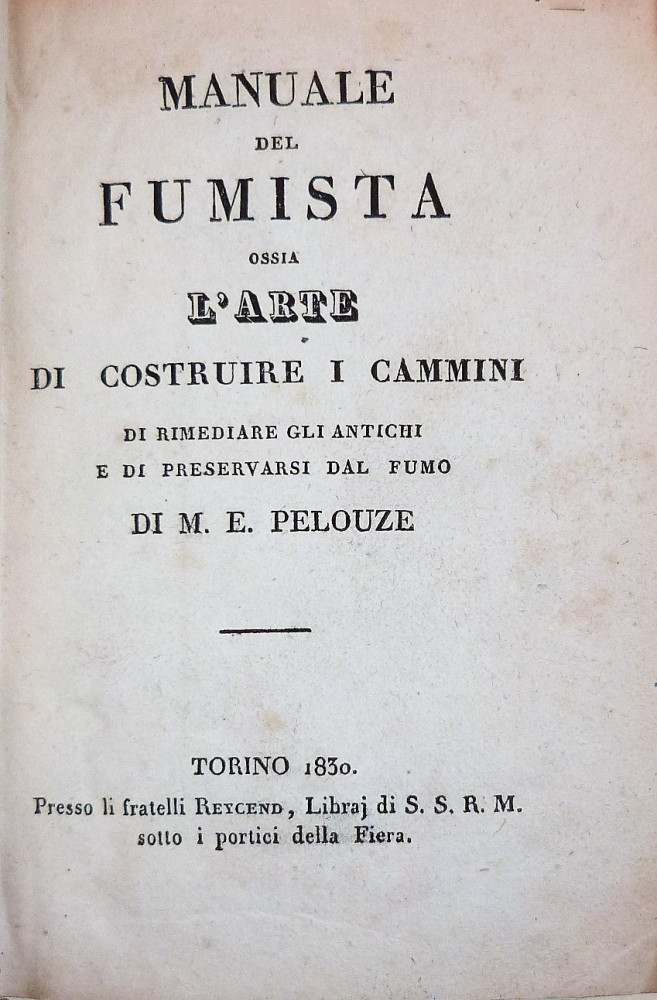 MANUALE
DEL
FUMISTA
OSSIA
L'ARTE
DI COSTRUIRE I CAMMINI
DI RIMEDIARE GLI ANTICHI
E DI PRESERVARSI DAL FUMO
DI M. E. PELOUZE
TORINO 1830.
Presso li fratelli REYCEND, Libraj di S. S. R. M.
sotto i portici della Fiera.